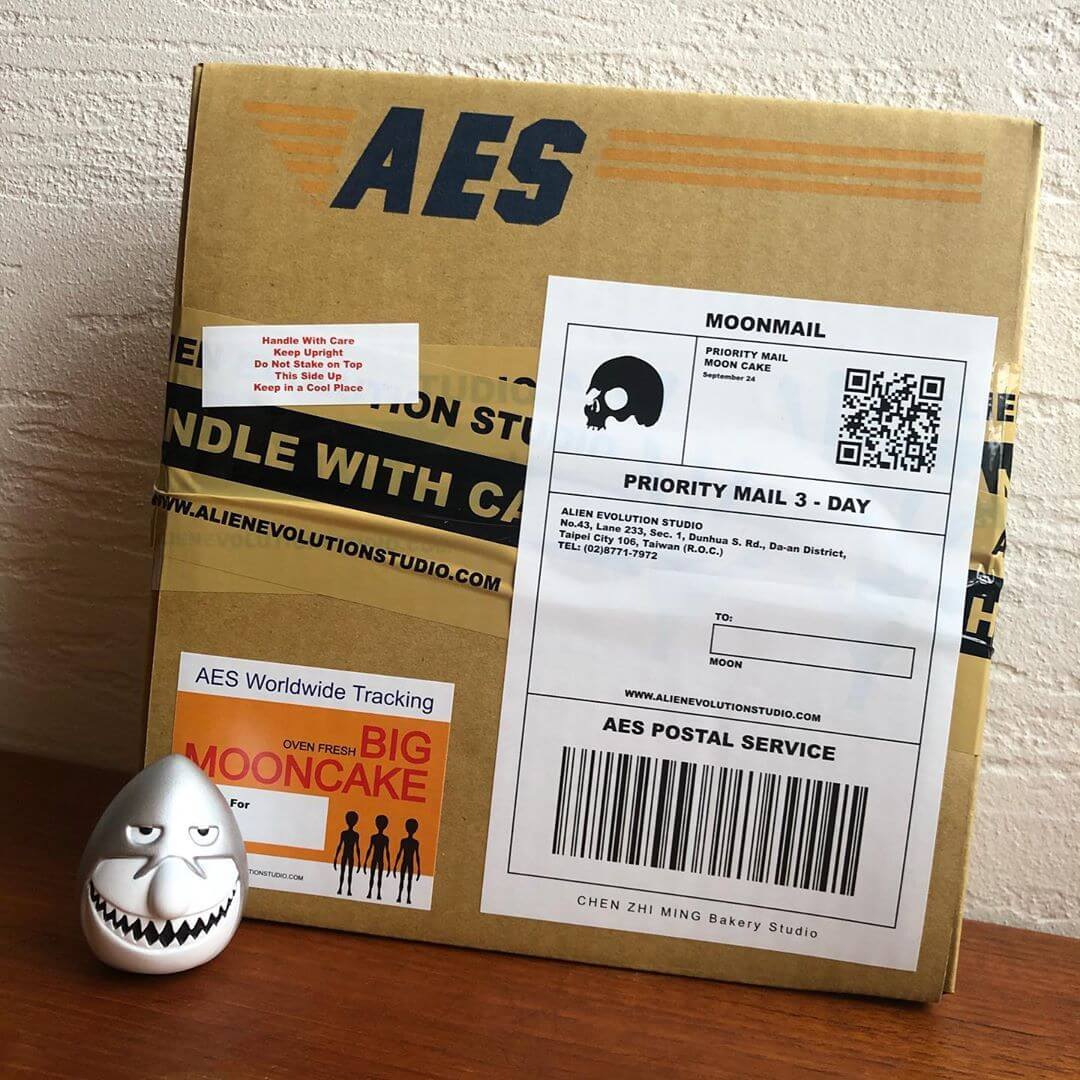 AES
Handle With Care
Keep Upright
Do Not Stake on Top
This Side Up
Keep in a Cool Place
TION STU
NDLE WITH CA
WWW.ALIENEVOLUTIONSTUDIO.COM
AES Worldwide Tracking
OVEN FRESH BIG
MOONCAKE
For
TIONSTUDIO.COM
MOONMAIL
PRIORITY MAIL
MOON CAKE
September 24
PRIORITY MAIL 3 - DAY
ALIEN EVOLUTION STUDIO
No.43, Lane 233, Sec. 1, Dunhua S. Rd., Da-an District,
Taipei City 106, Taiwan (R.O.C.)
TEL: (02)8771-7972
TO:
MOON
WWW.ALIENEVOLUTIONSTUDIO.COM
AES POSTAL SERVICE
CHEN ZHI MING Bakery Studio